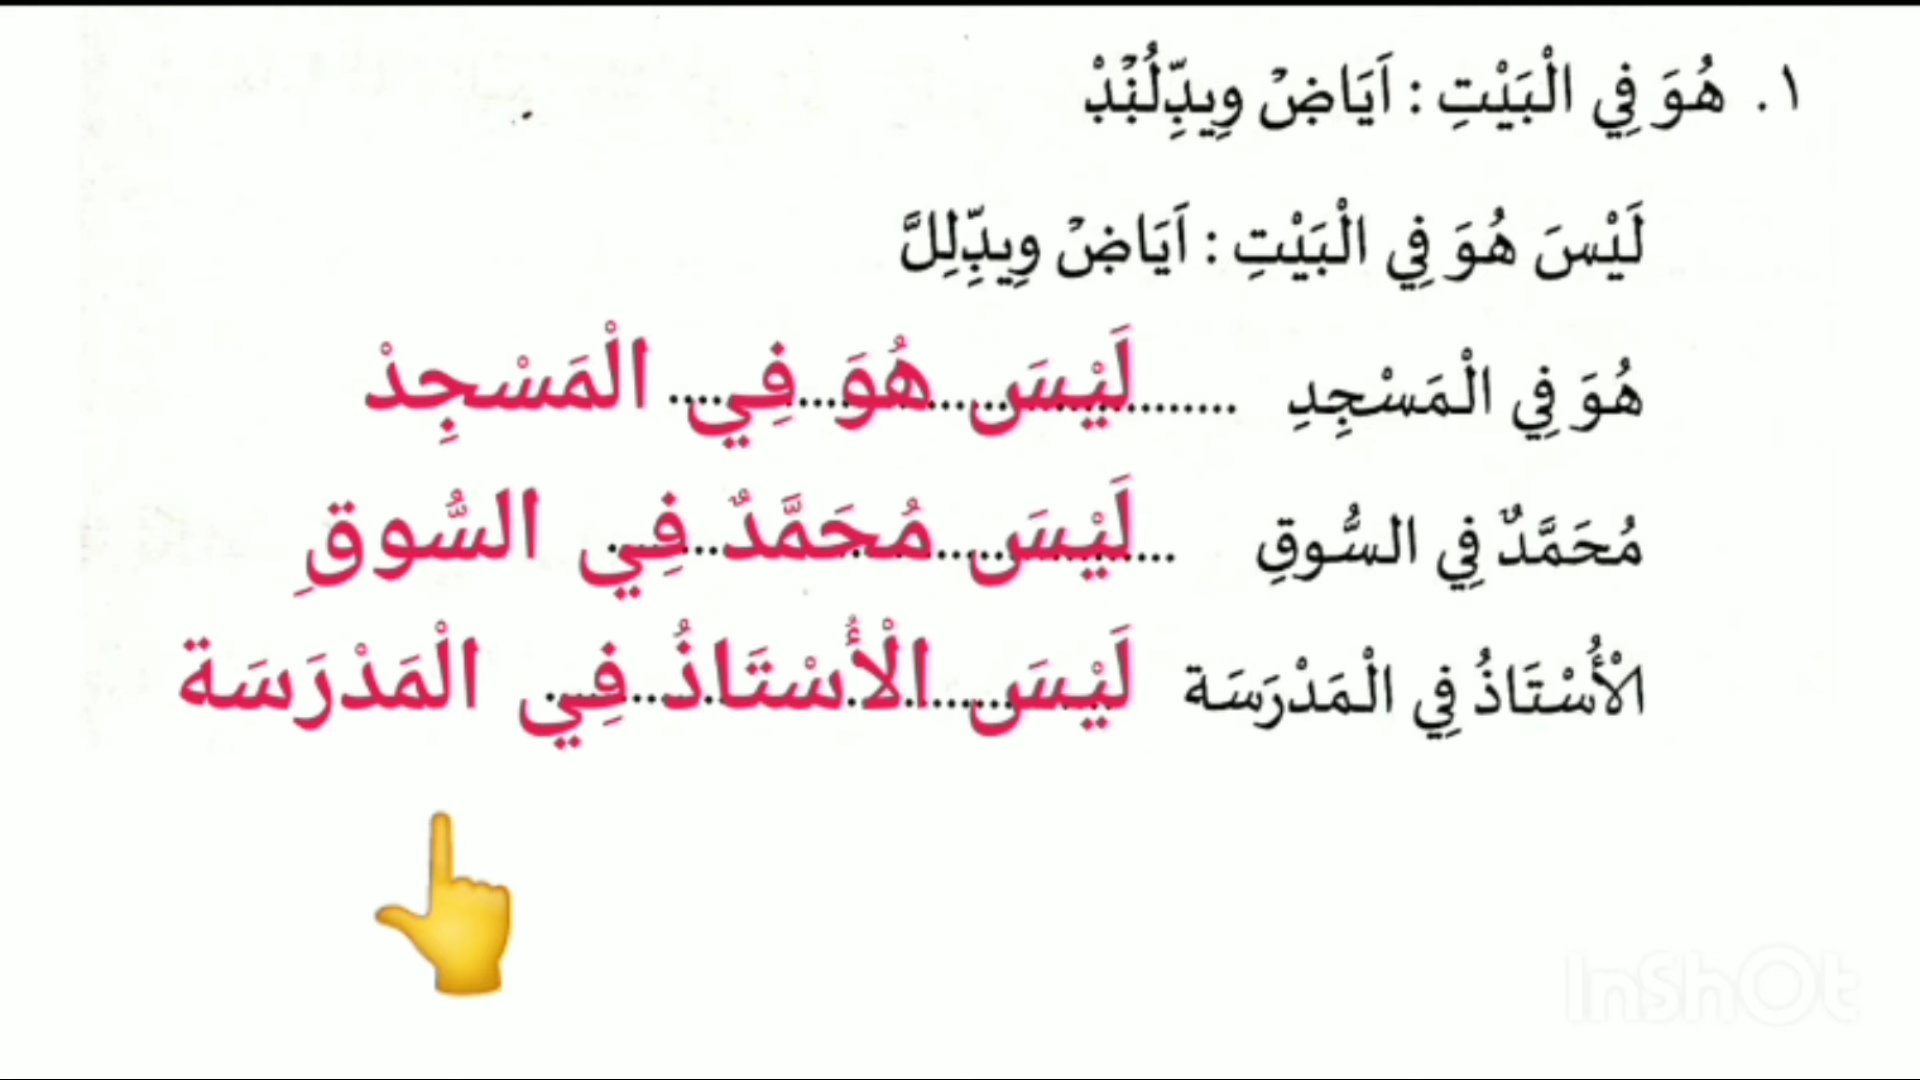 ١. هُوَ فِي الْبَيْتِ : اَيَاضْ وِيدِّلُنْبْدْ
لَيْسَ هُوَ فِي الْبَيْتِ : اَيَاضْ وِيدِّلِلَّ
هُوَ فِي الْمَسْجِدِ ........ لَيْسَ هُوَ فِي الْمَسْجِدْ
مُحَمَّدٌ فِي السُّوقِ ........ لَيْسَ مُحَمَّدٌ فِي السُّوقِ
الْأُسْتَاذُ فِي الْمَدْرَسَة ........ لَيْسَ الْأُسْتَاذُ فِي الْمَدْرَسَة
InShOt